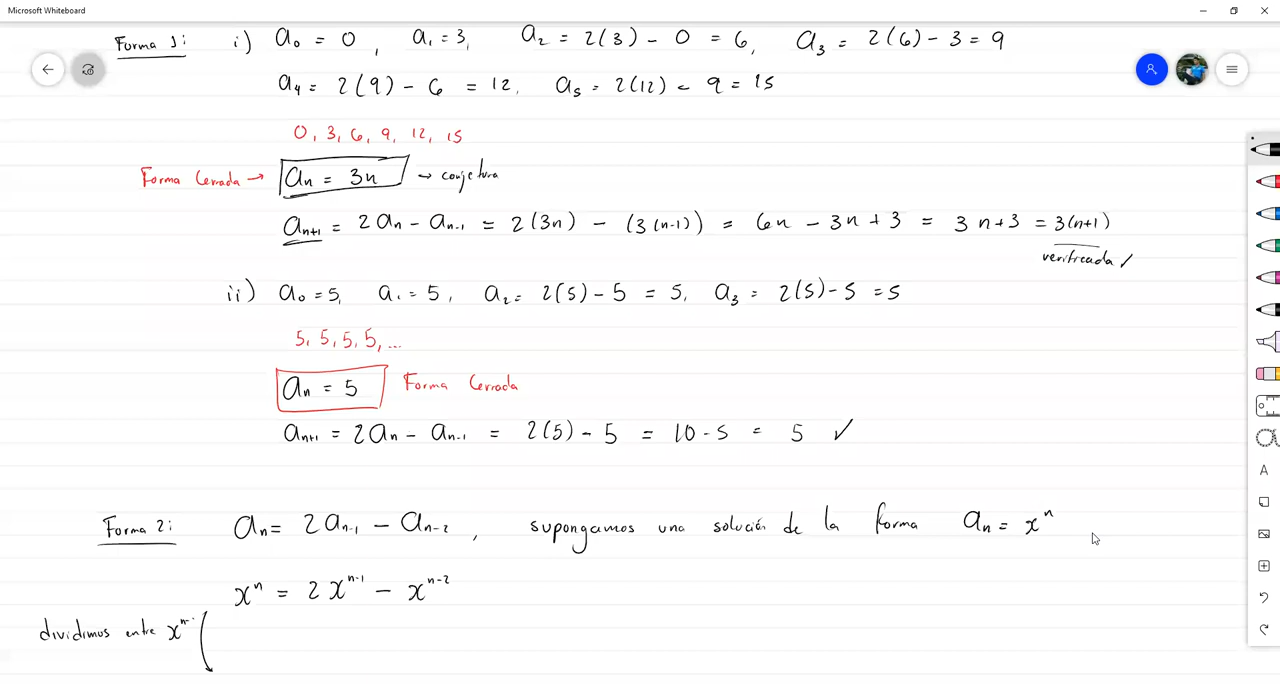 Microsoft Whiteboard
Forma 1: i) a₀ = 0 , a₁ = 3, a₂ = 2(3) - 0 = 6, a₃ = 2(6) - 3 = 9
a₄ = 2(9) - 6 = 12, a₅ = 2(12) - 9 = 15
0, 3, 6, 9, 12, 15
Forma Cerrada → aₙ = 3n → conjetura
aₙ₊₁ = 2aₙ - aₙ₋₁ = 2(3n) - (3(n-1)) = 6n - 3n + 3 = 3n+3 = 3(n+1)
verificada ✓
ii) a₀ = 5, a₁ = 5, a₂ = 2(5) - 5 = 5, a₃ = 2(5) - 5 = 5
5, 5, 5, 5, ...
aₙ = 5 Forma Cerrada
aₙ₊₁ = 2aₙ - aₙ₋₁ = 2(5) - 5 = 10 - 5 = 5 ✓
Forma 2: aₙ = 2aₙ₋₁ - aₙ₋₂ , supongamos una solución de la forma aₙ = xⁿ
xⁿ = 2xⁿ⁻¹ - xⁿ⁻²
dividimos entre xⁿ⁻
A